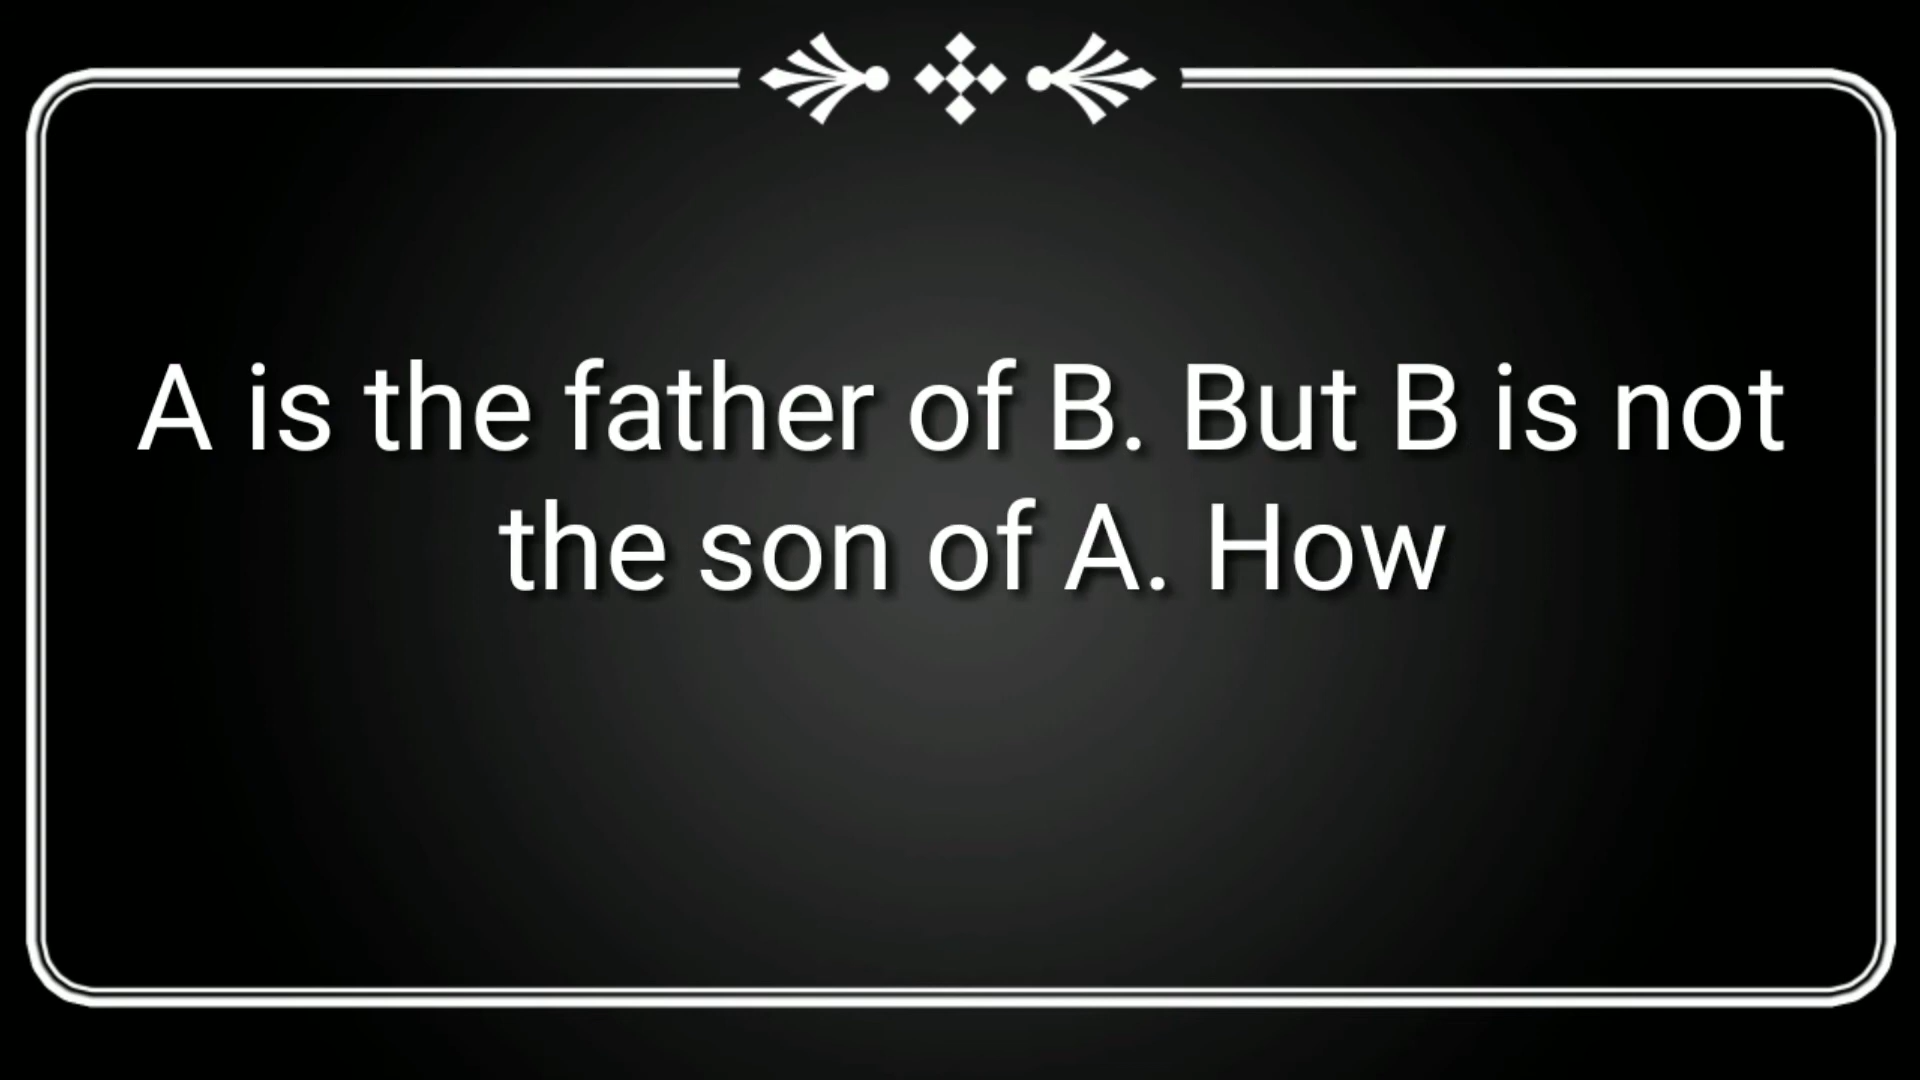 A is the father of B. But B is not
the son of A. How